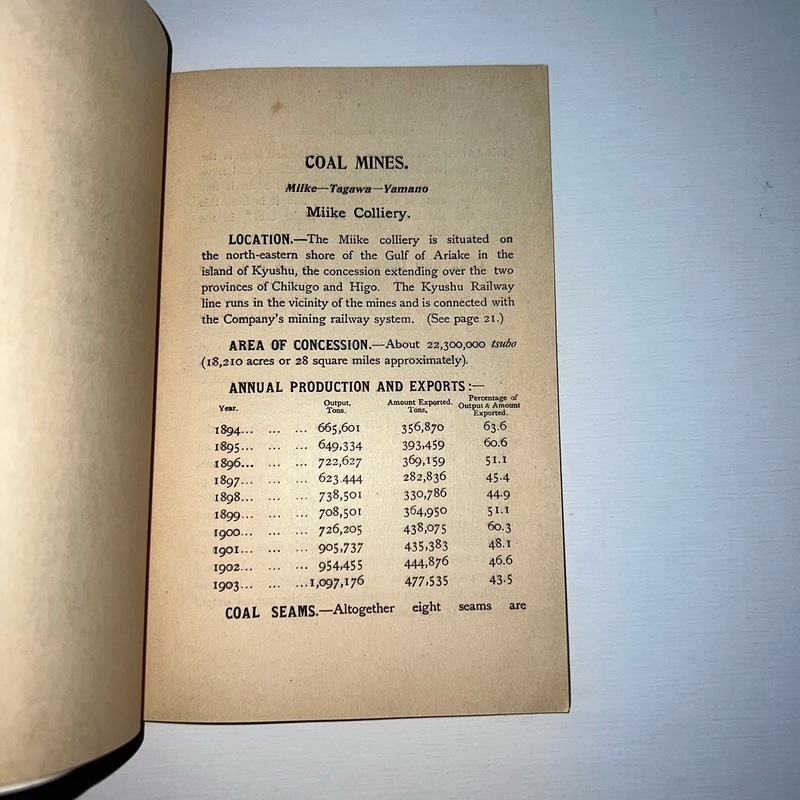 COAL MINES.
Miike—Tagawa—Yamano
Miike Colliery.
LOCATION.—The Miike colliery is situated on
the north-eastern shore of the Gulf of Ariake in the
island of Kyushu, the concession extending over the two
provinces of Chikugo and Higo. The Kyushu Railway
line runs in the vicinity of the mines and is connected with
the Company's mining railway system. (See page 21.)
AREA OF CONCESSION.—About 22,300,000 tsubo
(18,210 acres or 28 square miles approximately).
ANNUAL PRODUCTION AND EXPORTS:—
Year. Output. Tons. Amount Exported. Tons. Percentage of Output & Amount Exported.
1894... ... ... 665,601 356,870 63.6
1895... ... ... 649,334 393,459 60.6
1896... ... ... 722,627 369,159 51.1
1897... ... ... 623.444 282,836 45.4
1898... ... ... 738,501 330,786 44.9
1899... ... ... 708,501 364,950 51.1
1900... ... ... 726,205 438,075 60.3
1901... ... ... 905,737 435,383 48.1
1902... ... ... 954,455 444,876 46.6
1903... ... ...1,097,176 477,535 43.5
COAL SEAMS.—Altogether eight seams are